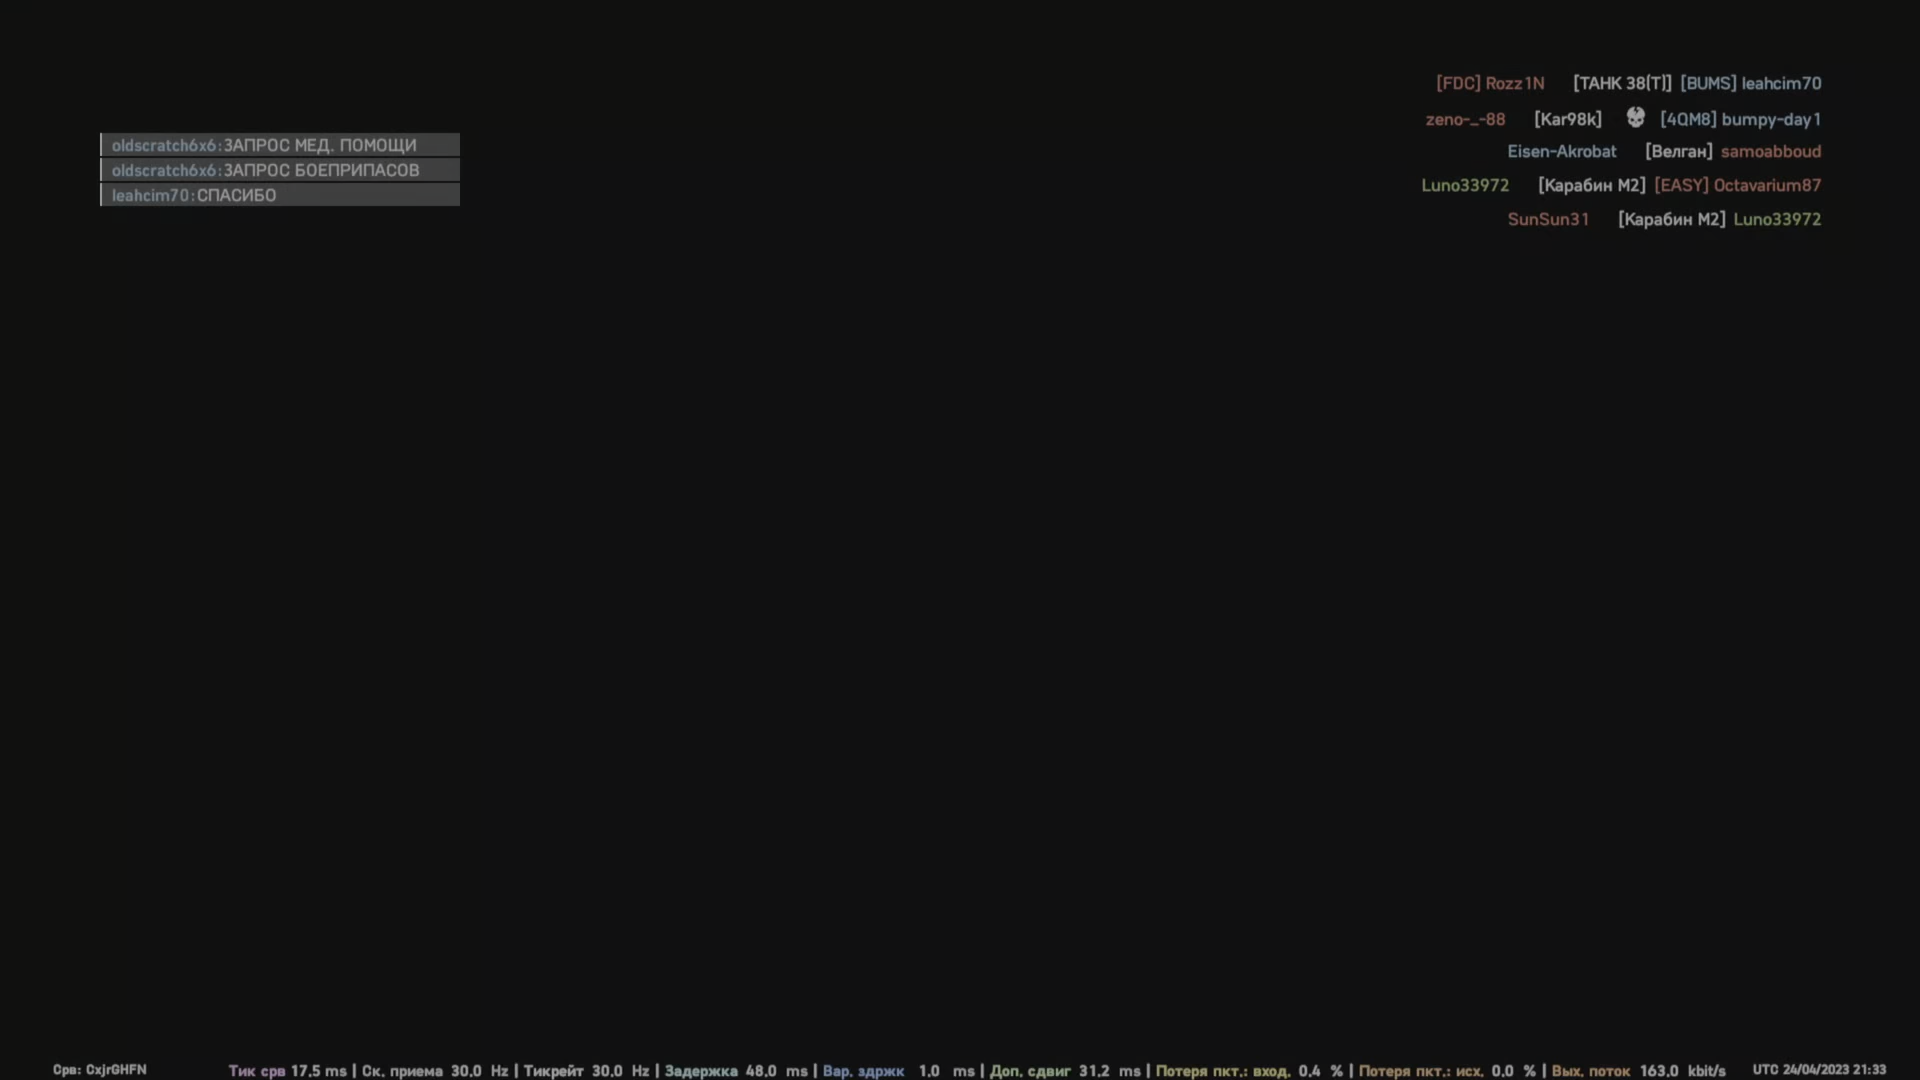 [FDC] Rozz1N [ТАНК 38(T)] [BUMS] leahcim70
zeno-_-88 [Kar98k] [4QM8] bumpy-day1
Eisen-Akrobat [Велган] samoabboud
Luno33972 [Карабин М2] [EASY] Octavarium87
SunSun31 [Карабин М2] Luno33972
oldscratch6x6:ЗАПРОС МЕД. ПОМОЩИ
oldscratch6x6:ЗАПРОС БОЕПРИПАСОВ
leahcim70:СПАСИБО
Срв: CxjrGHFN Тик срв 17,5 ms | Ск. приема 30,0 Hz | Тикрейт 30,0 Hz | Задержка 48,0 ms | Вар. здржк 1,0 ms | Доп. сдвиг 31,2 ms | Потеря пкт.: вход. 0,4 % | Потеря пкт.: исх. 0,0 % | Вых. поток 163,0 kbit/s UTC 24/04/2023 21:33